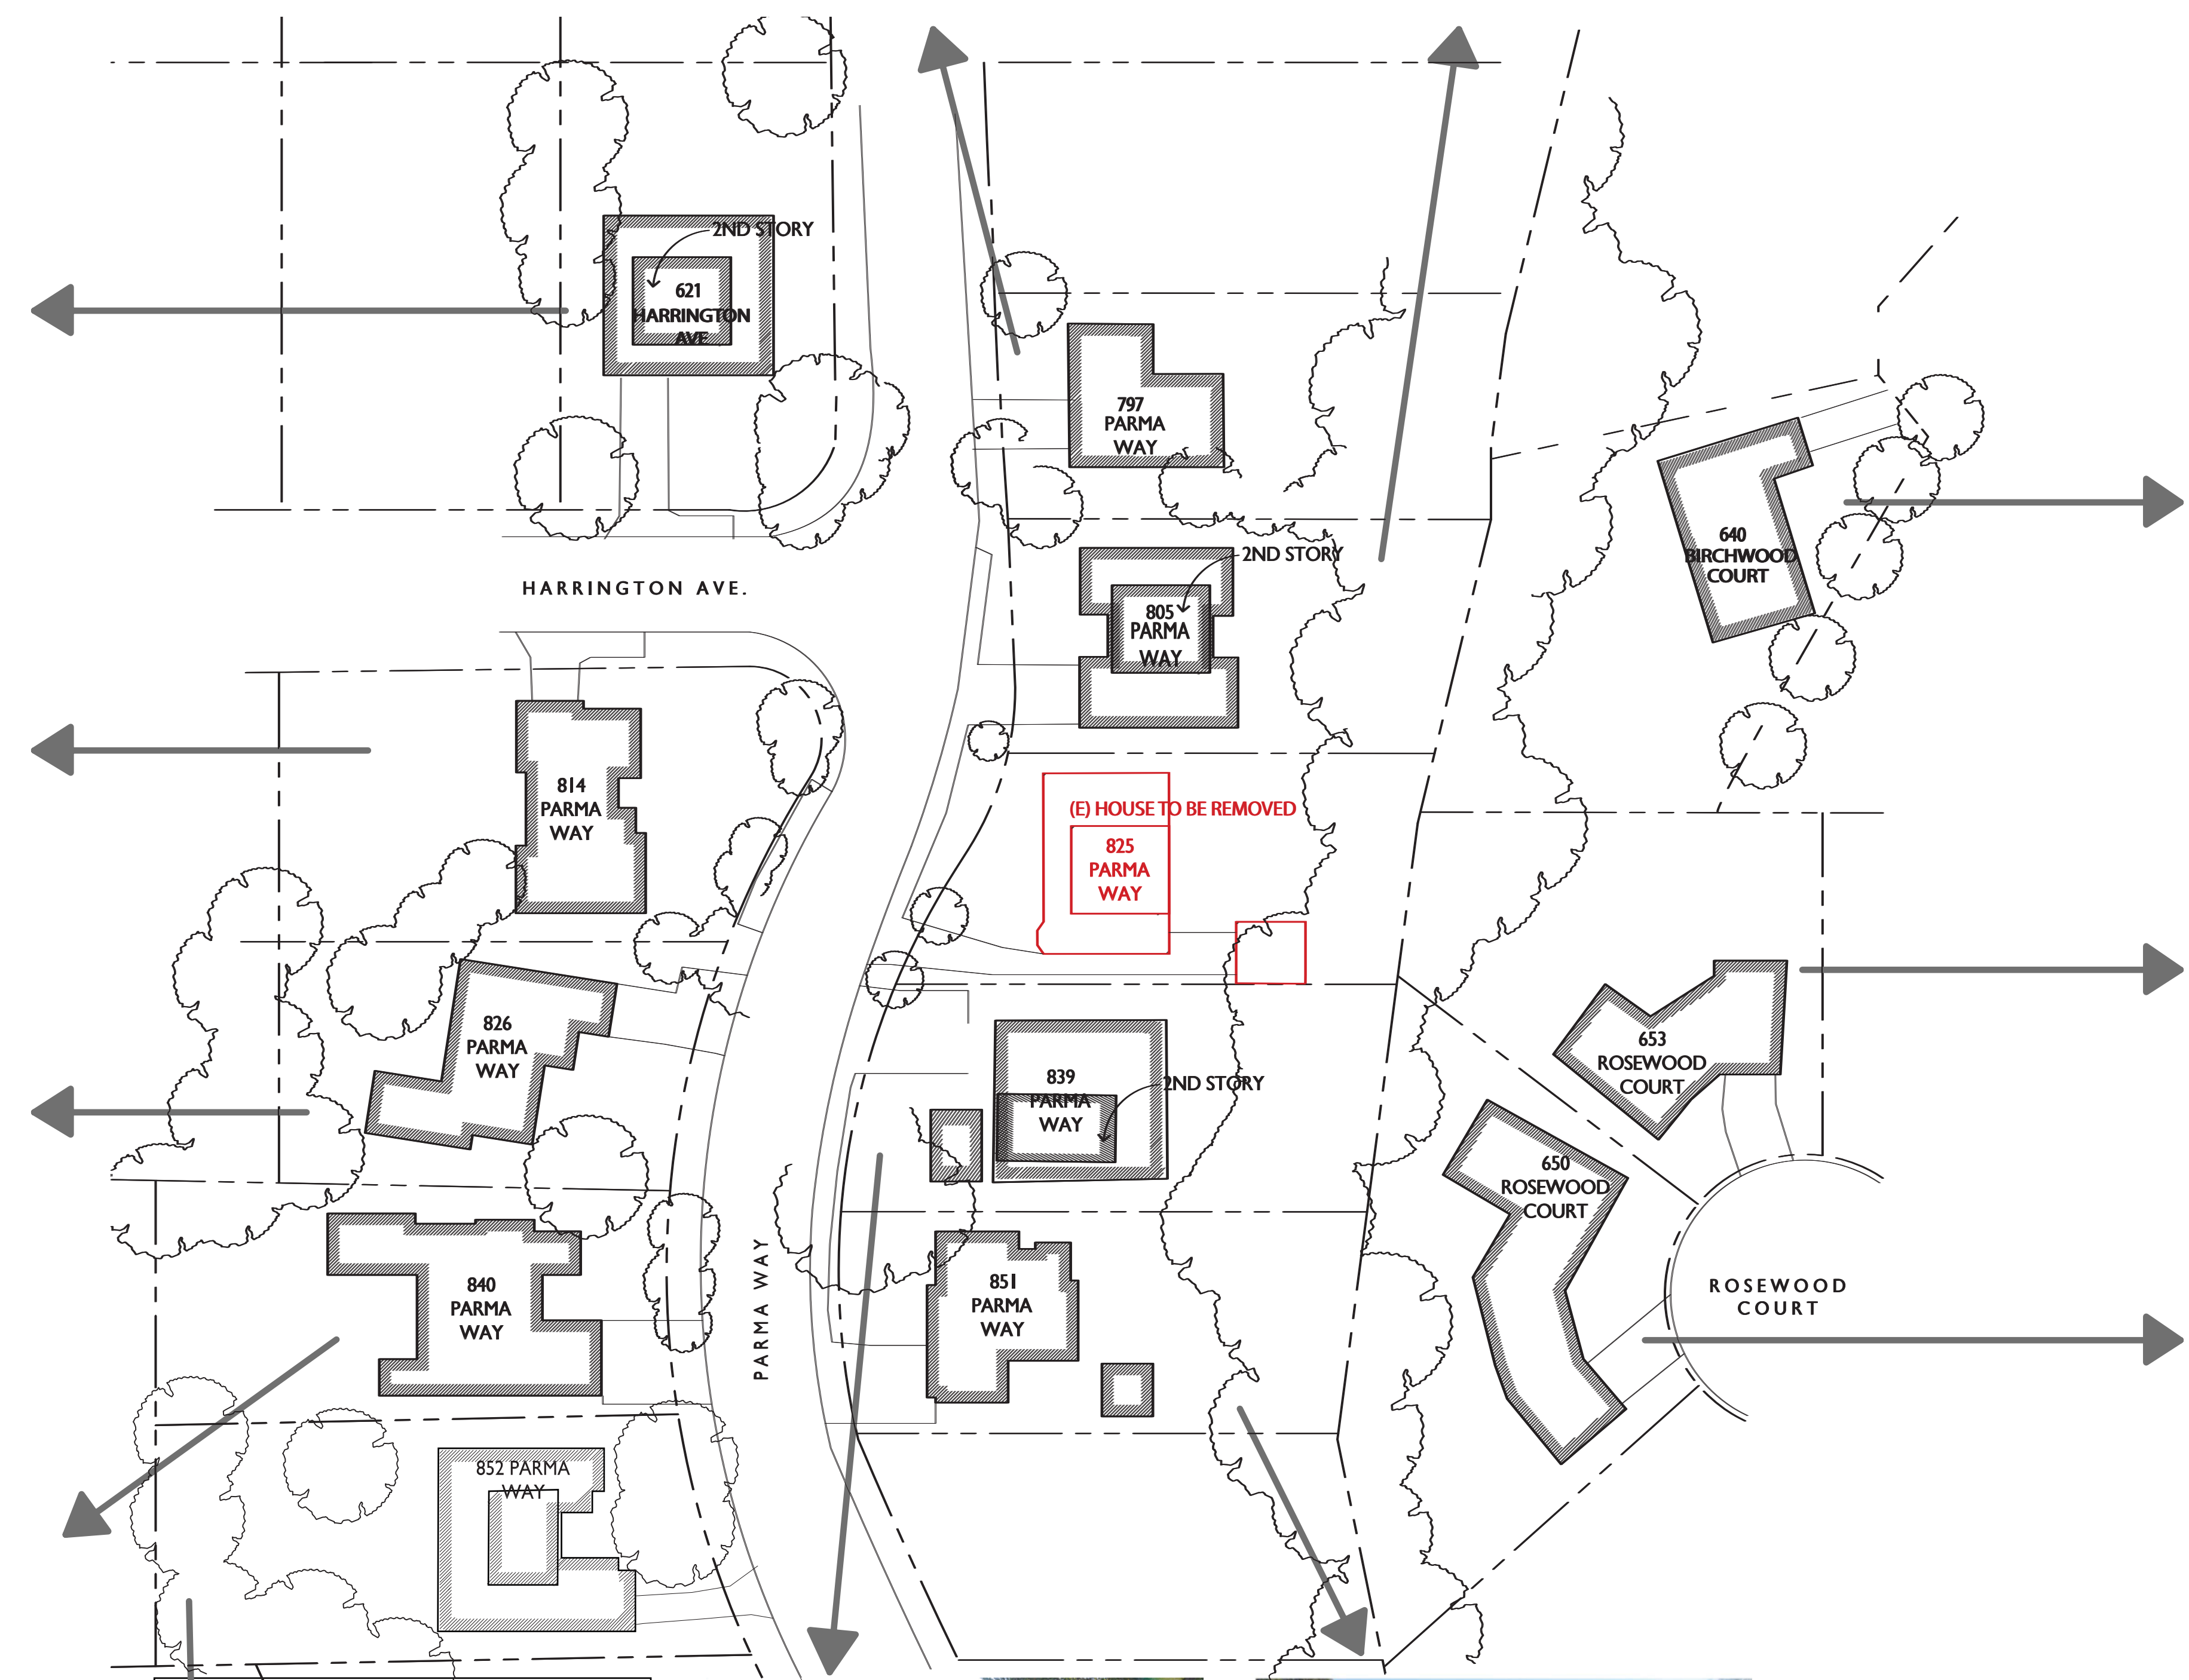 2ND STORY
621
HARRINGTON
AVE
797
PARMA
WAY
640
BIRCHWOOD
COURT
2ND STORY
HARRINGTON AVE.
805
PARMA
WAY
814
PARMA
WAY
(E) HOUSE TO BE REMOVED
825
PARMA
WAY
826
PARMA
WAY
653
ROSEWOOD
COURT
839
PARMA
WAY
2ND STORY
650
ROSEWOOD
COURT
840
PARMA
WAY
PARMA WAY
851
PARMA
WAY
ROSEWOOD
COURT
852 PARMA
WAY